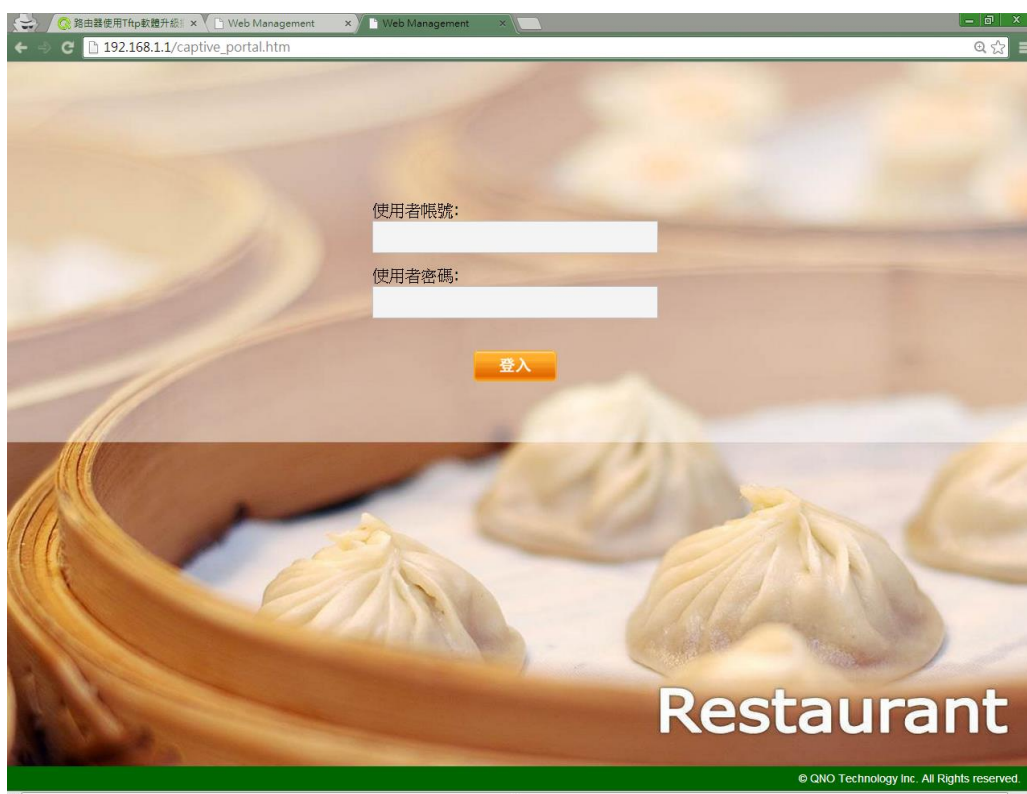 路由器使用Tftp軟體升級
Web Management
Web Management
192.168.1.1/captive_portal.htm
使用者帳號:
使用者密碼:
登入
Restaurant
© QNO Technology Inc. All Rights reserved.